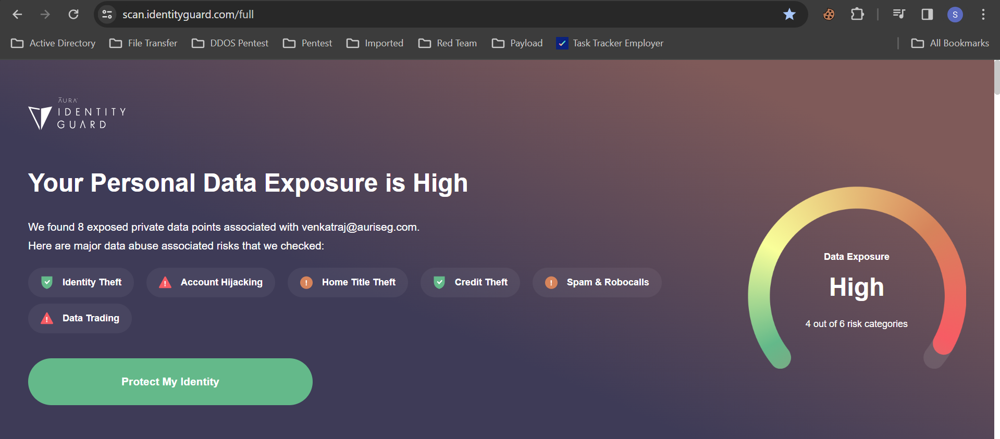 scan.identityguard.com/full
S
Active Directory
File Transfer
DDOS Pentest
Pentest
Imported
Red Team
Payload
Task Tracker Employer
All Bookmarks
AURA
IDENTITY
GUARD
Your Personal Data Exposure is High
We found 8 exposed private data points associated with venkatraj@auriseg.com.
Here are major data abuse associated risks that we checked:
Identity Theft
Account Hijacking
Home Title Theft
Credit Theft
Spam & Robocalls
Data Trading
Protect My Identity
Data Exposure
High
4 out of 6 risk categories